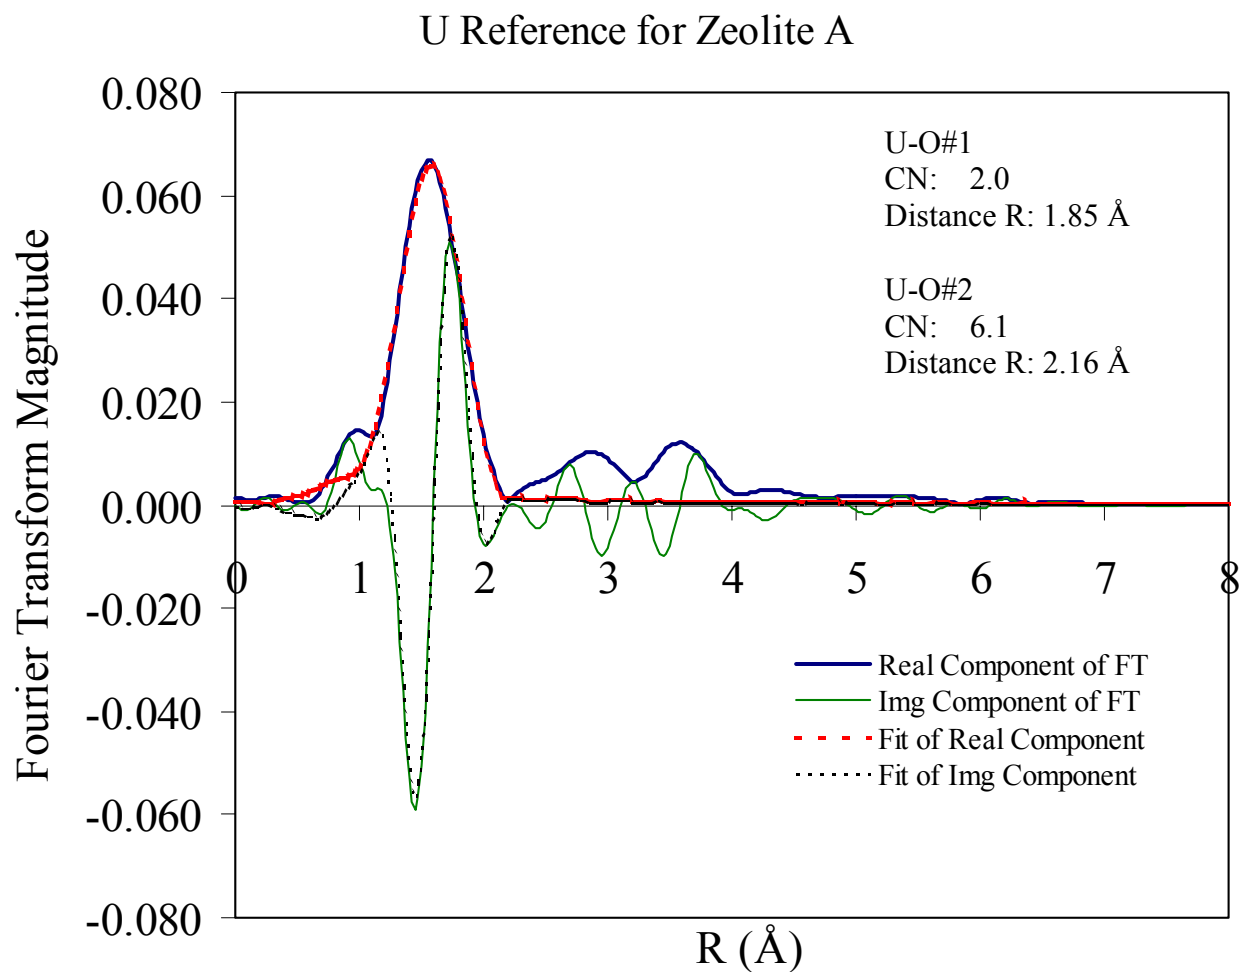 U Reference for Zeolite A
0.080
0.060
0.040
0.020
0.000
-0.020
-0.040
-0.060
-0.080
Fourier Transform Magnitude
U-O#1
CN: 2.0
Distance R: 1.85 Å
U-O#2
CN: 6.1
Distance R: 2.16 Å
0 1 2 3 4 5 6 7 8
Real Component of FT
Img Component of FT
Fit of Real Component
Fit of Img Component
R (Å)